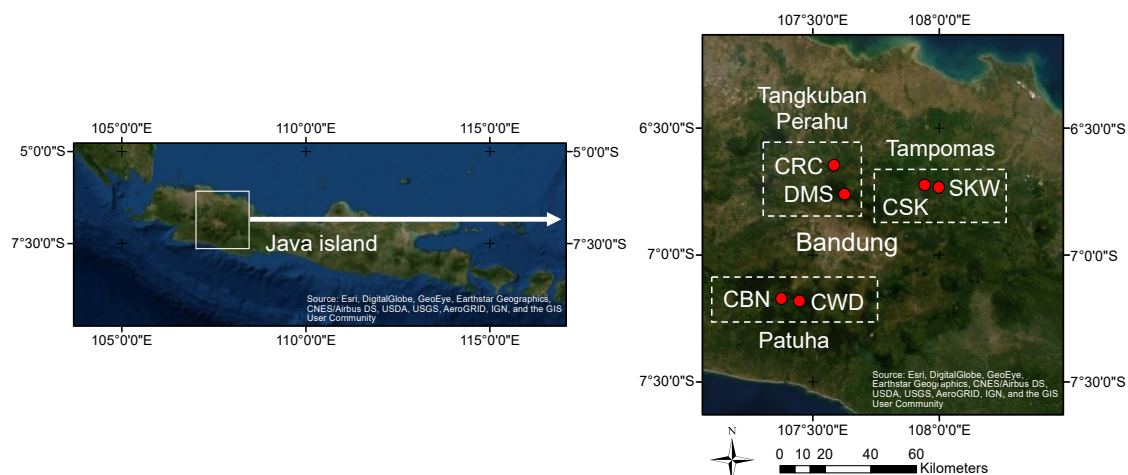 105°0'0"E 110°0'0"E 115°0'0"E
5°0'0"S 5°0'0"S
7°30'0"S 7°30'0"S
Java island
Source: Esri, DigitalGlobe, GeoEye, Earthstar Geographics,
CNES/Airbus DS, USDA, USGS, AeroGRID, IGN, and the GIS
User Community
105°0'0"E 110°0'0"E 115°0'0"E
107°30'0"E 108°0'0"E
6°30'0"S 6°30'0"S
Tangkuban
Perahu
CRC
DMS
Tampomas
SKW
CSK
7°0'0"S 7°0'0"S
Bandung
CBN CWD
Patuha
7°30'0"S 7°30'0"S
Source: Esri, DigitalGlobe, GeoEye,
Earthstar Geographics, CNES/Airbus DS,
USDA, USGS, AeroGRID, IGN, and the GIS
User Community
107°30'0"E 108°0'0"E
N
0 10 20 40 60
Kilometers